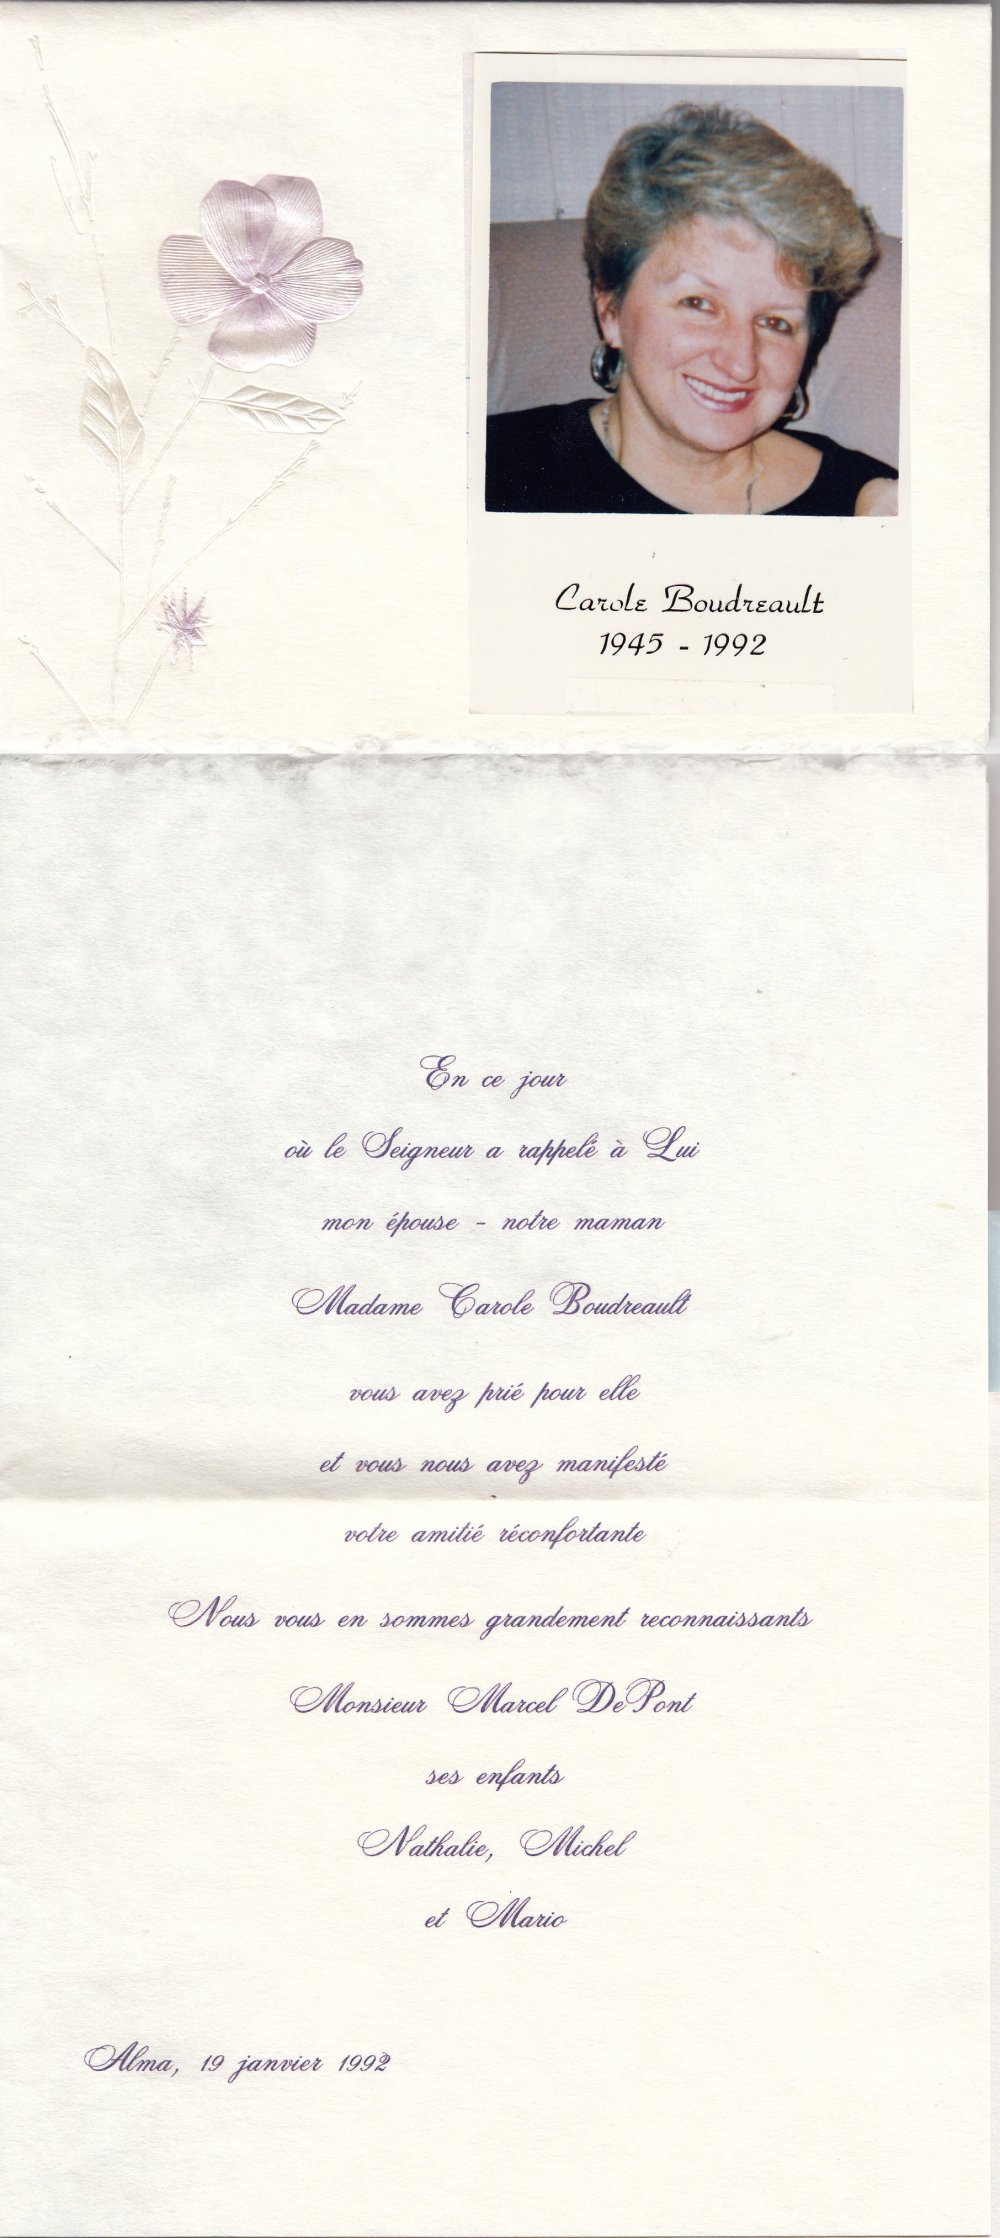 Carole Boudreault
1945 - 1992
En ce jour
où le Seigneur a rappelé à Lui
mon épouse - notre maman
Madame Carole Boudreault
vous avez prié pour elle
et vous nous avez manifesté
votre amitié réconfortante
Nous vous en sommes grandement reconnaissants
Monsieur Marcel DePont
ses enfants
Nathalie, Michel
et Mario
Alma, 19 janvier 1992